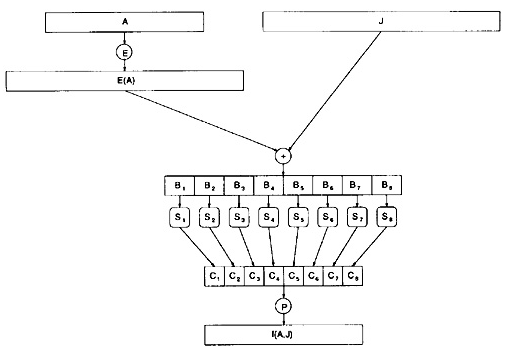 A J
E
E(A)
+
B₁ B₂ B₃ B₄ B₅ B₆ B₇ B₈
S₁ S₂ S₃ S₄ S₅ S₆ S₇ S₈
C₁ C₂ C₃ C₄ C₅ C₆ C₇ C₈
P
f(A,J)